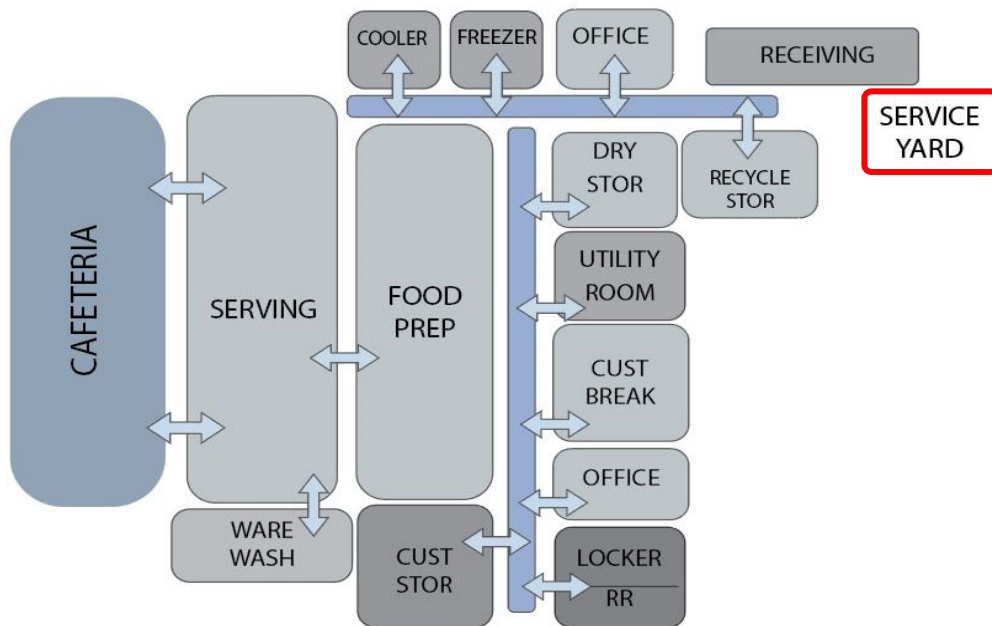 COOLER
FREEZER
OFFICE
RECEIVING
SERVICE
YARD
CAFETERIA
SERVING
FOOD
PREP
DRY
STOR
RECYCLE
STOR
UTILITY
ROOM
CUST
BREAK
OFFICE
WARE
WASH
CUST
STOR
LOCKER
RR